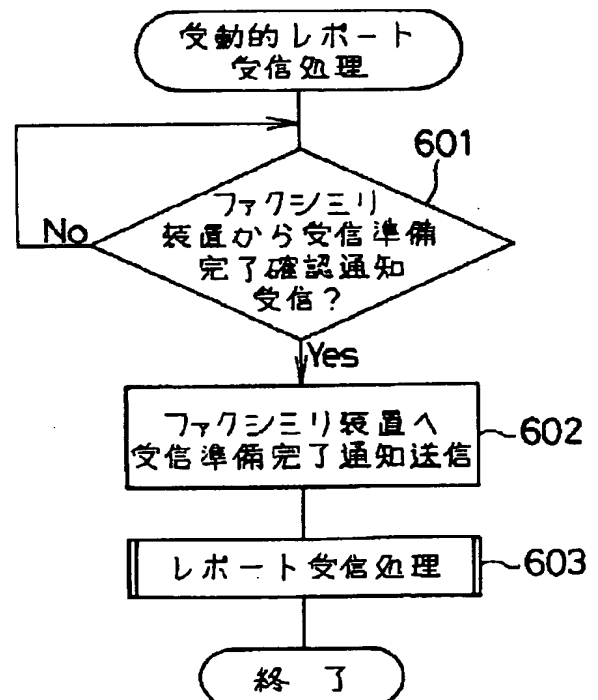 受動的レポート
受信処理
601
ファクシミリ
装置から受信準備
完了確認通知
受信？
No
Yes
ファクシミリ装置へ
受信準備完了通知送信
602
レポート受信処理
603
終了